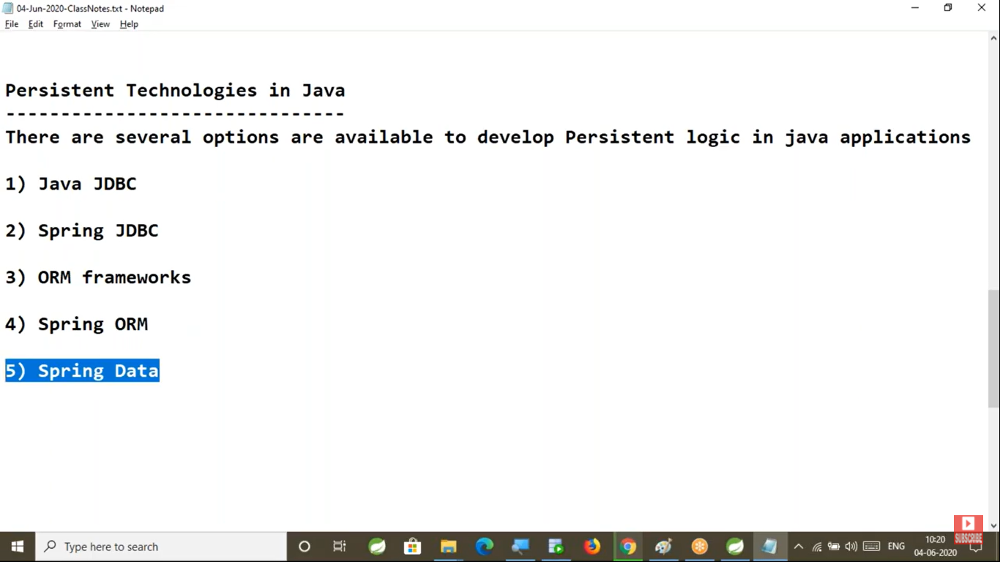 04-Jun-2020-ClassNotes.txt - Notepad
File Edit Format View Help
Persistent Technologies in Java
-------------------------------
There are several options are available to develop Persistent logic in java applications
1) Java JDBC
2) Spring JDBC
3) ORM frameworks
4) Spring ORM
5) Spring Data
SUBSCRIBE
Type here to search
ENG
10:20
04-06-2020